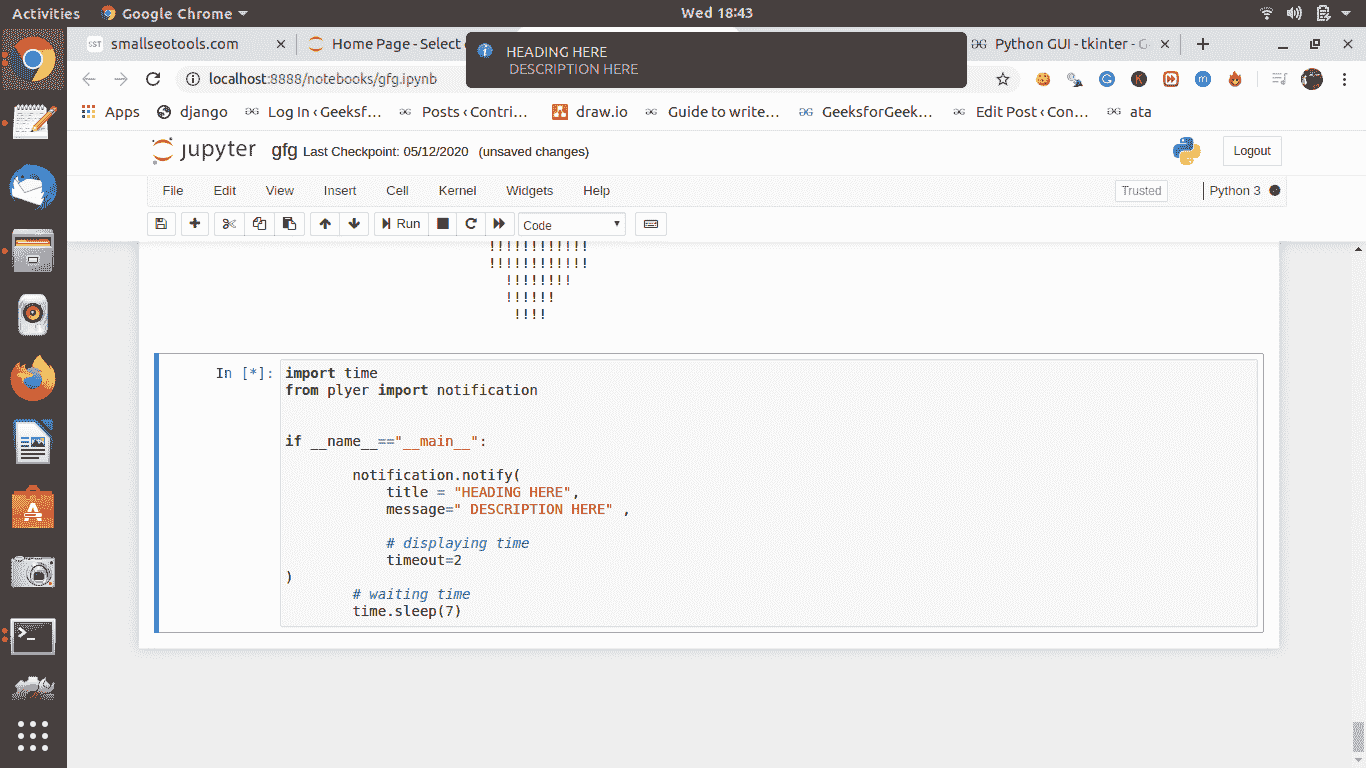 Activities
Google Chrome
Wed 18:43
SST smallseotools.com
Home Page - Select
Python GUI - tkinter - G
HEADING HERE
DESCRIPTION HERE
localhost:8888/notebooks/gfg.ipynb
Apps
django
Log In ‹ Geeksf…
Posts ‹ Contri…
draw.io
Guide to write…
GeeksforGeek…
Edit Post ‹ Con…
ata
jupyter gfg Last Checkpoint: 05/12/2020 (unsaved changes)
Logout
File Edit View Insert Cell Kernel Widgets Help
Trusted
Python 3
Run
Code
!!!!!!!!!!!!
!!!!!!!!!!!!
!!!!!!!!
!!!!!!
!!!!
In [*]:
import time
from plyer import notification
if __name__=="__main__":
notification.notify(
title = "HEADING HERE",
message=" DESCRIPTION HERE" ,
# displaying time
timeout=2
)
# waiting time
time.sleep(7)